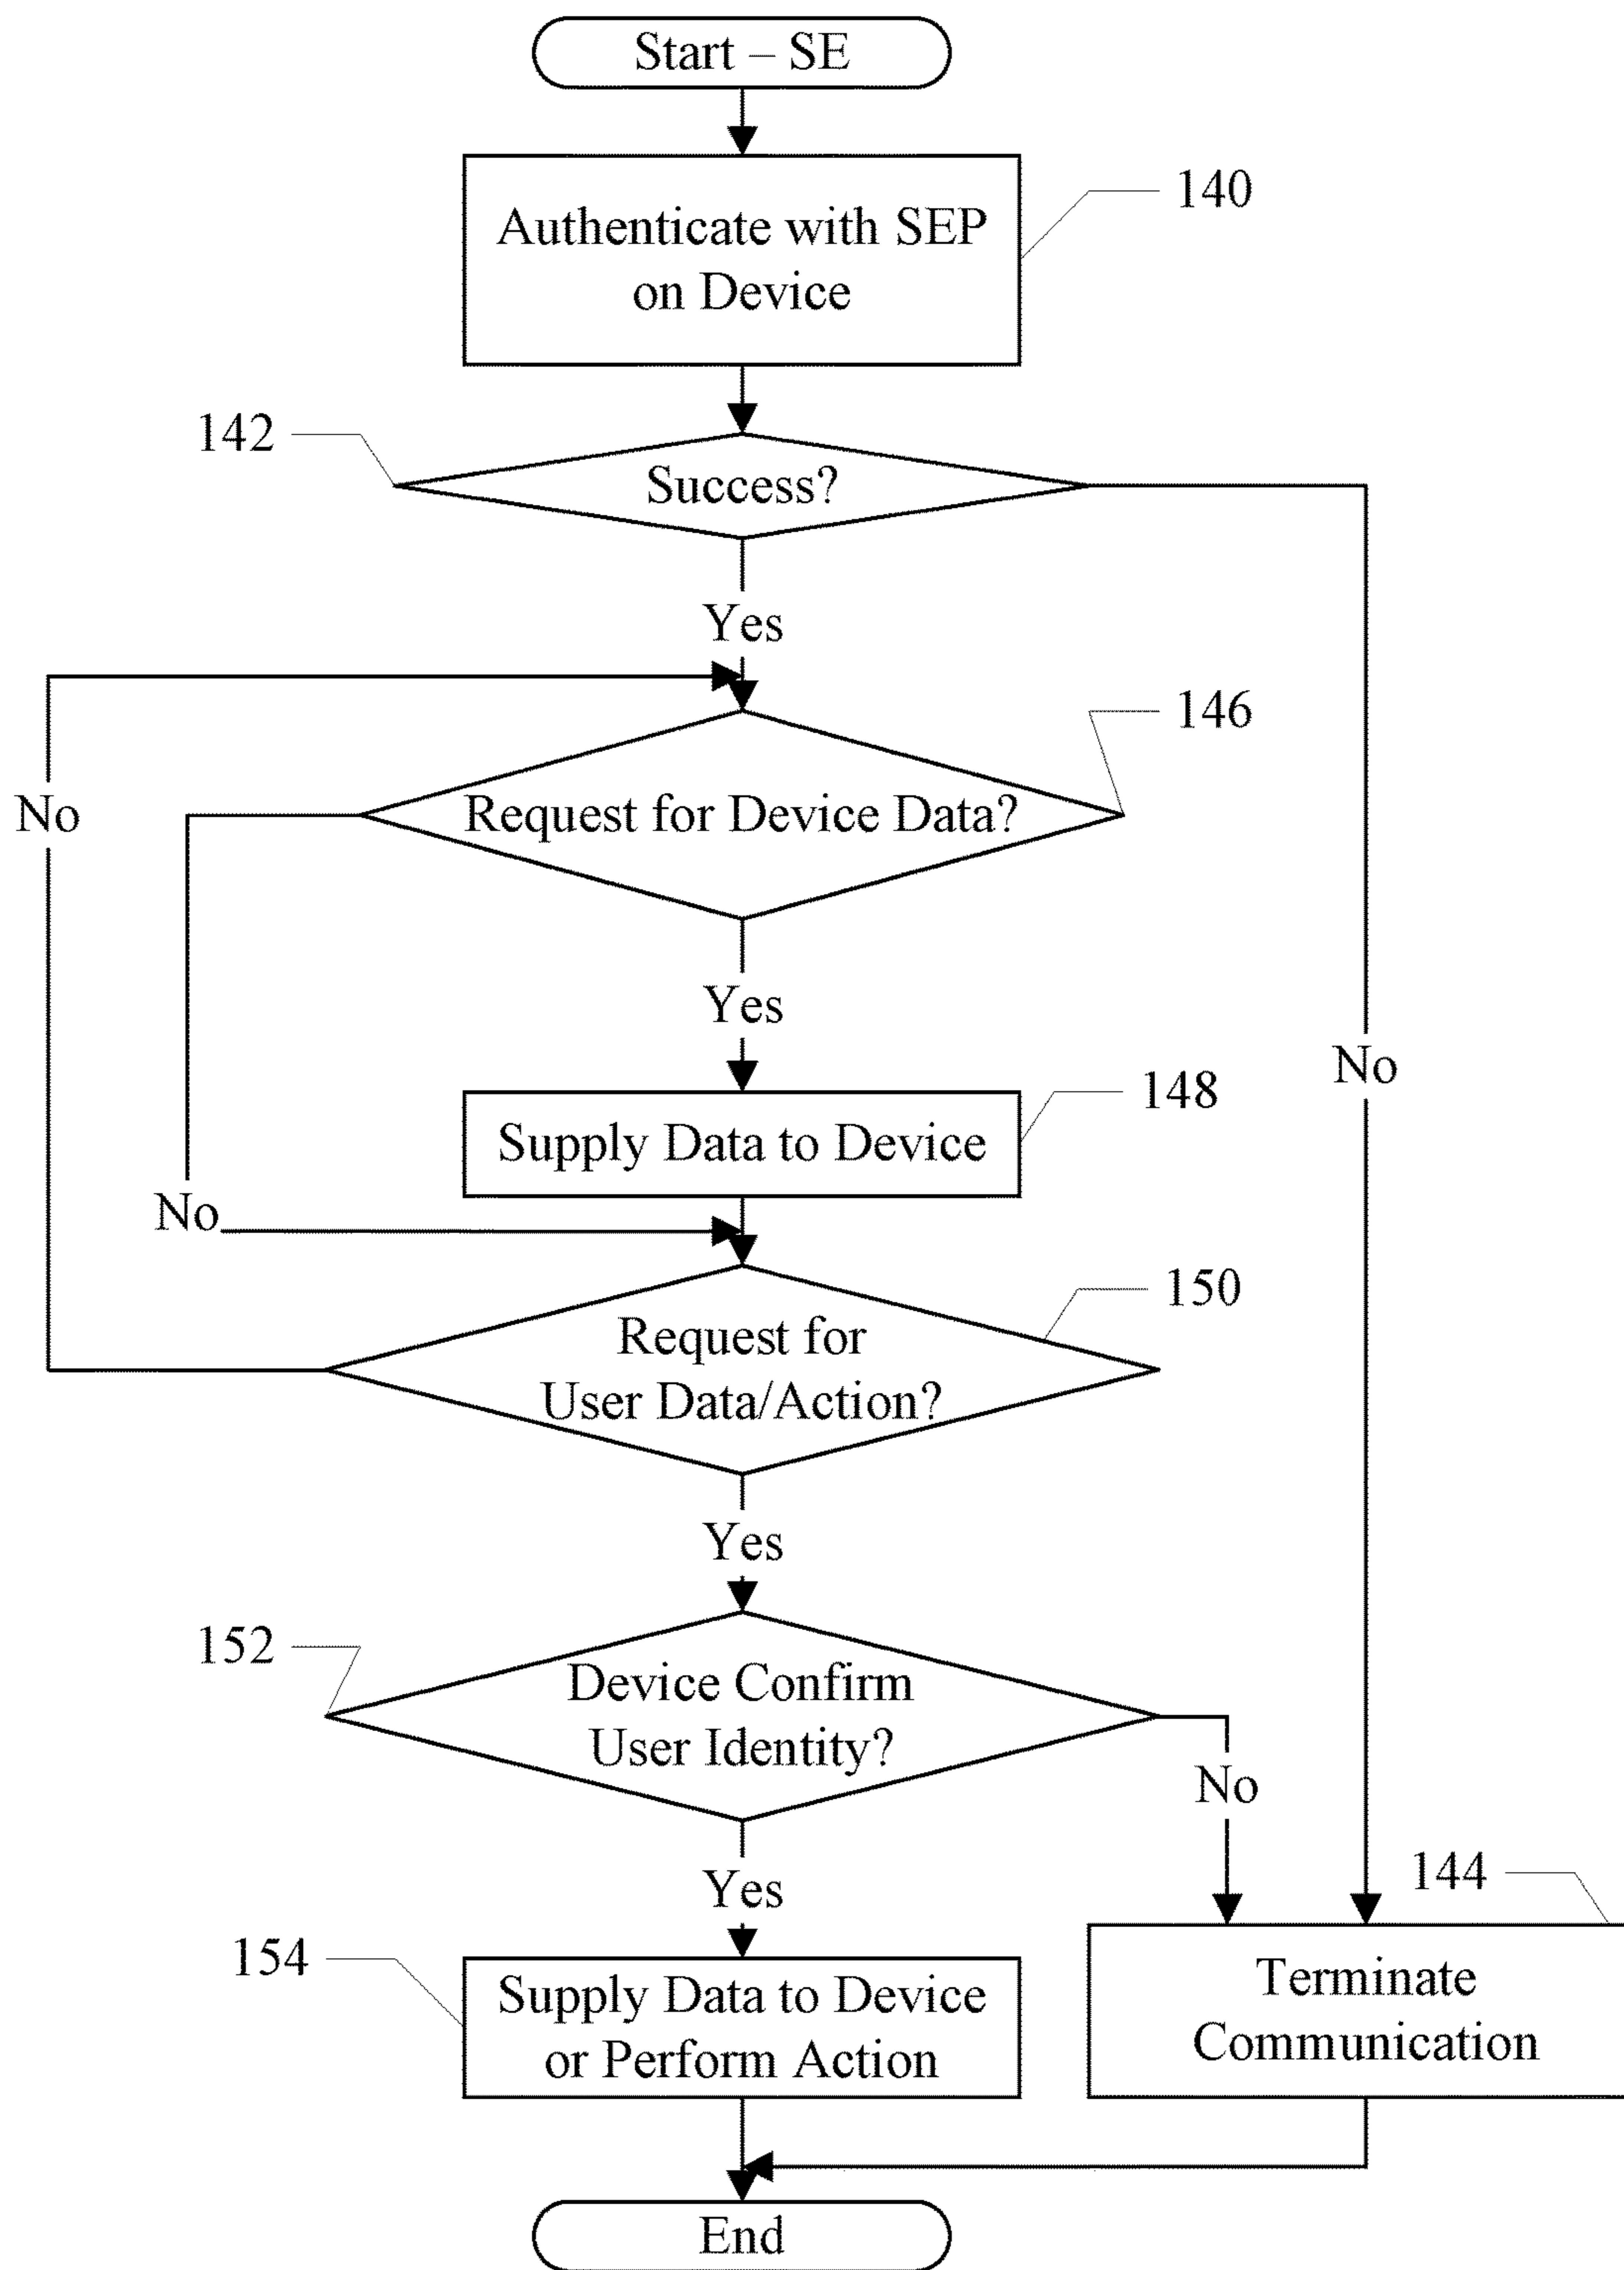 Start – SE
Authenticate with SEP
on Device
140
142
Success?
Yes
146
Request for Device Data?
No
Yes
No
148
Supply Data to Device
No
150
Request for
User Data/Action?
Yes
152
Device Confirm
User Identity?
No
Yes
144
154
Supply Data to Device
or Perform Action
Terminate
Communication
End